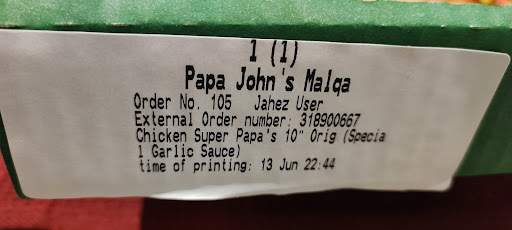 1 (1)
Papa John's Malqa
Order No. 105 Jahez User
External Order number: 318900667
Chicken Super Papa's 10" Orig (Specia
l Garlic Sauce)
time of printing: 13 Jun 22:44